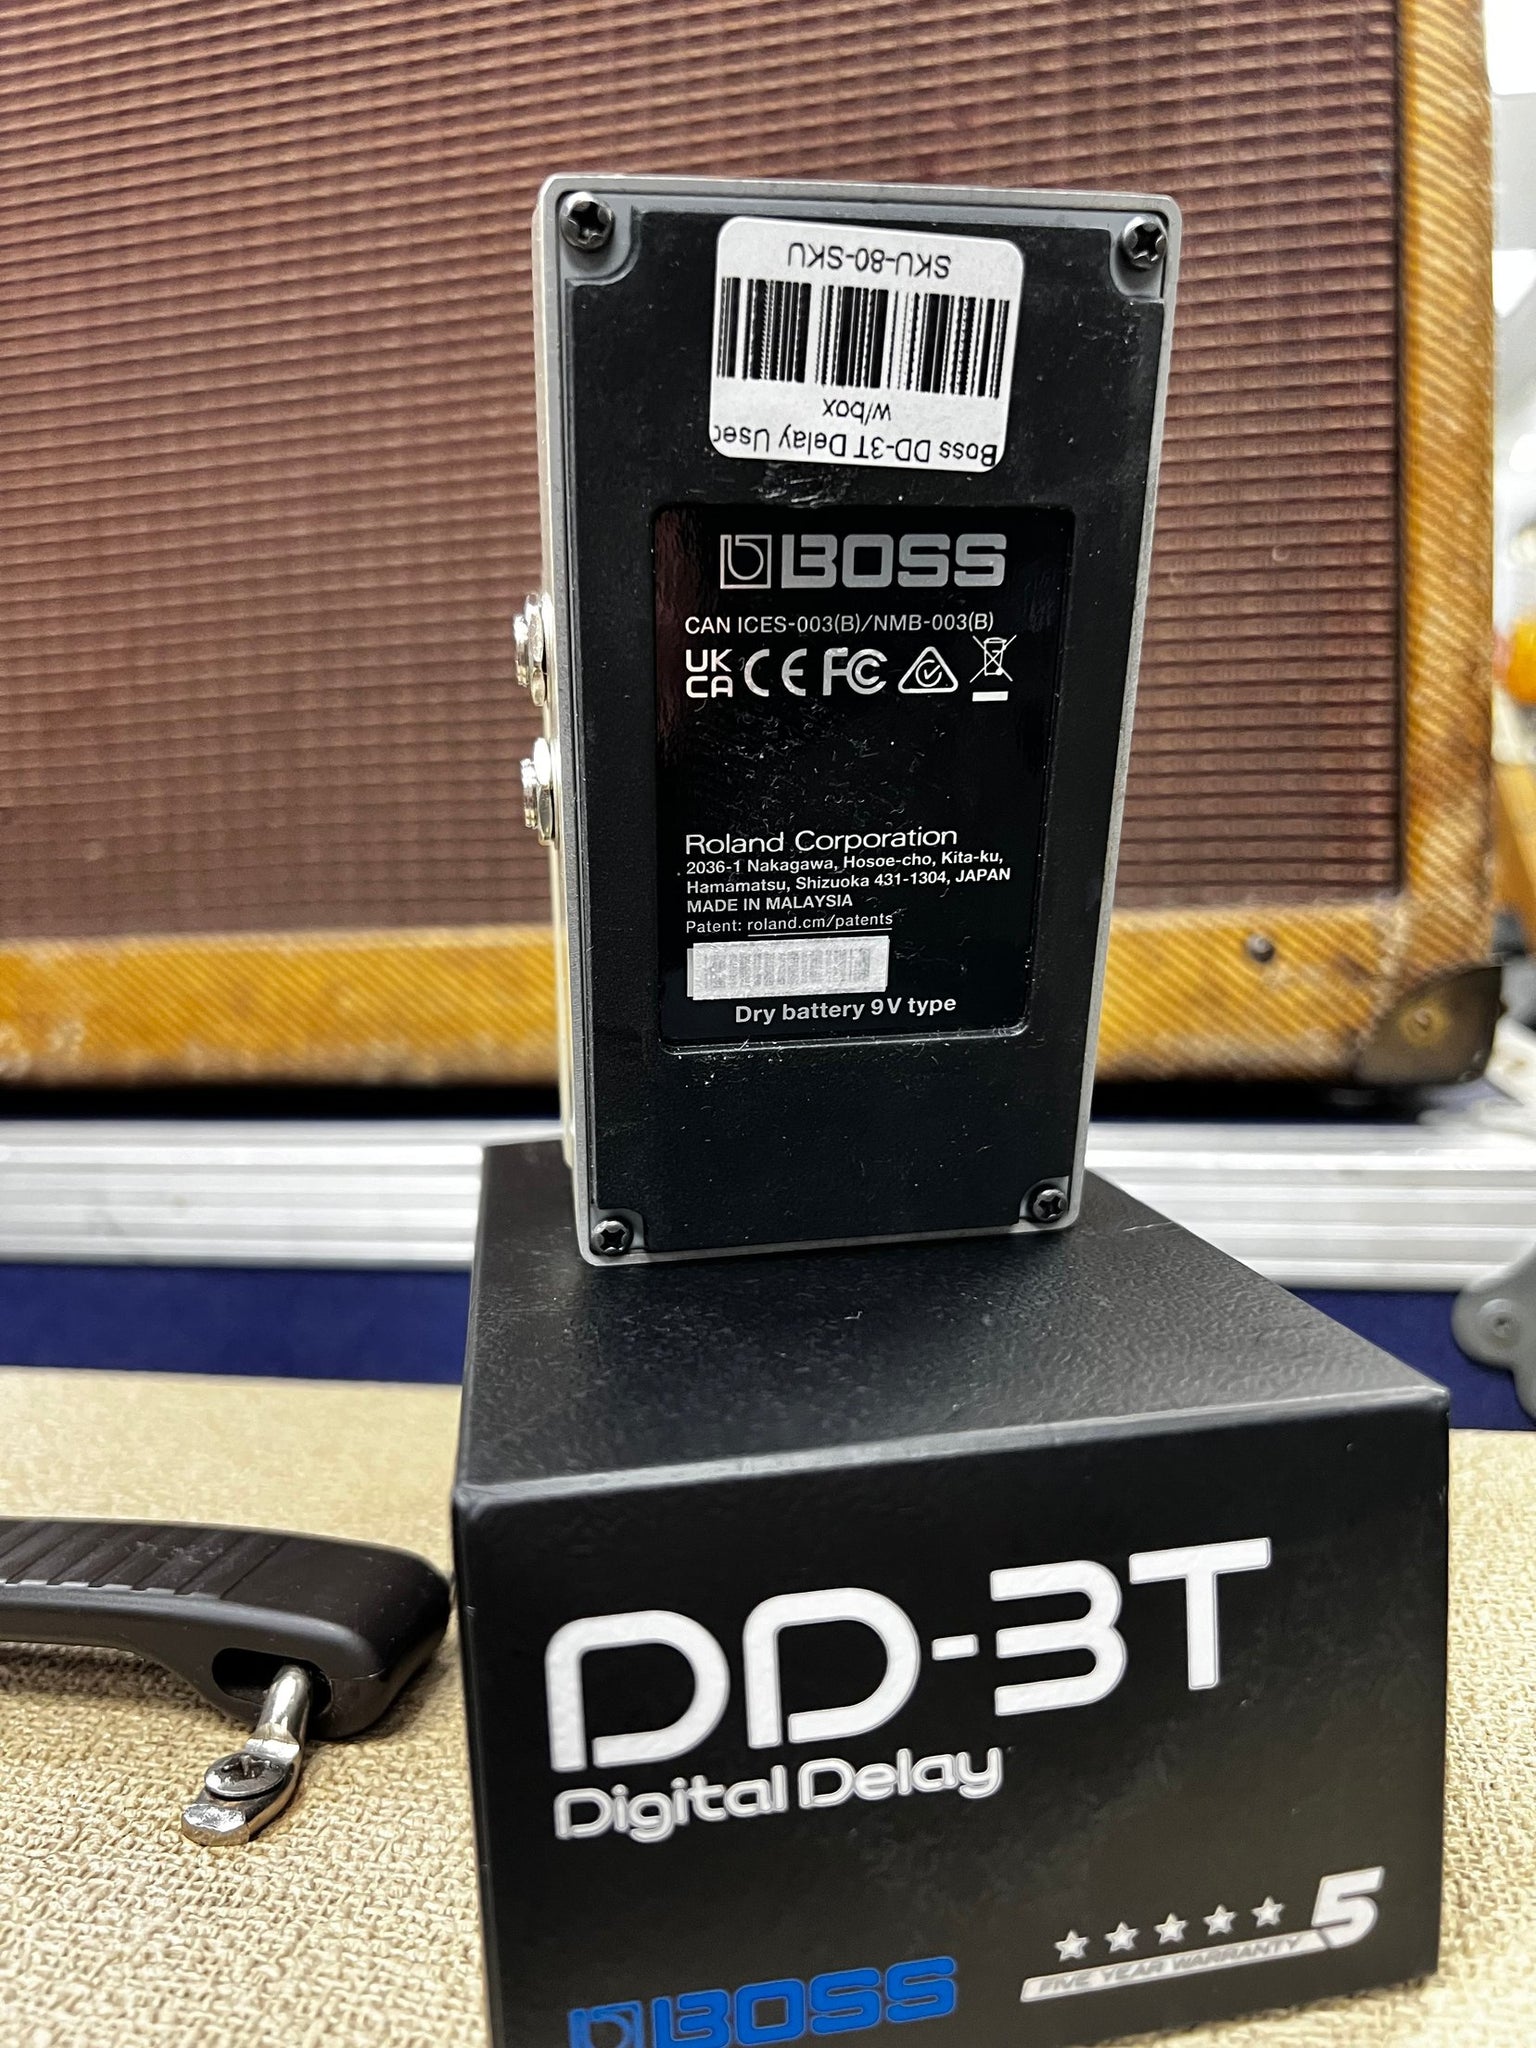 SKU-80-SKU
w/box
Boss DD-3T Delay Used
BOSS
CAN ICES-003(B)/NMB-003(B)
UK
CA CE FC
Roland Corporation
2036-1 Nakagawa, Hosoe-cho, Kita-ku,
Hamamatsu, Shizuoka 431-1304, JAPAN
MADE IN MALAYSIA
Patent: roland.cm/patents
Dry battery 9V type
DD-3T
Digital Delay
5
FIVE YEAR WARRANTY
BOSS